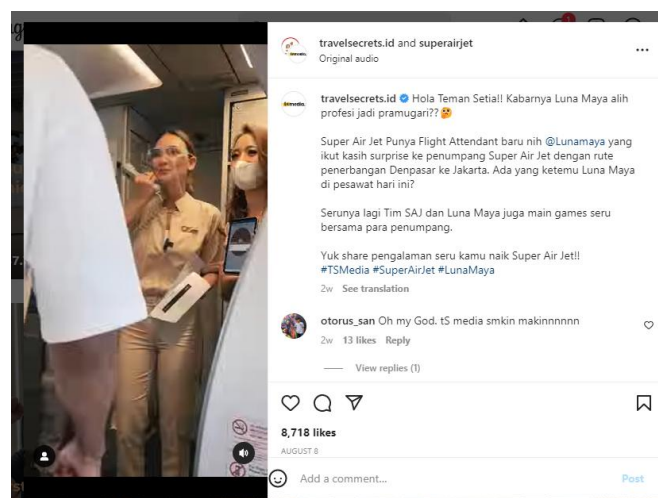 travelsecrets.id and superairjet
Original audio
travelsecrets.id Hola Teman Setia!! Kabarnya Luna Maya alih
profesi jadi pramugari??🤔
Super Air Jet Punya Flight Attendant baru nih @Lunamaya yang
ikut kasih surprise ke penumpang Super Air Jet dengan rute
penerbangan Denpasar ke Jakarta. Ada yang ketemu Luna Maya
di pesawat hari ini?
Serunya lagi Tim SAJ dan Luna Maya juga main games seru
bersama para penumpang.
Yuk share pengalaman seru kamu naik Super Air Jet!!
#TSMedia #SuperAirJet #LunaMaya
2w See translation
otorus_san Oh my God. tS media smkin makinnnnnn
2w 13 likes Reply
View replies (1)
8,718 likes
AUGUST 8
Add a comment...
Post